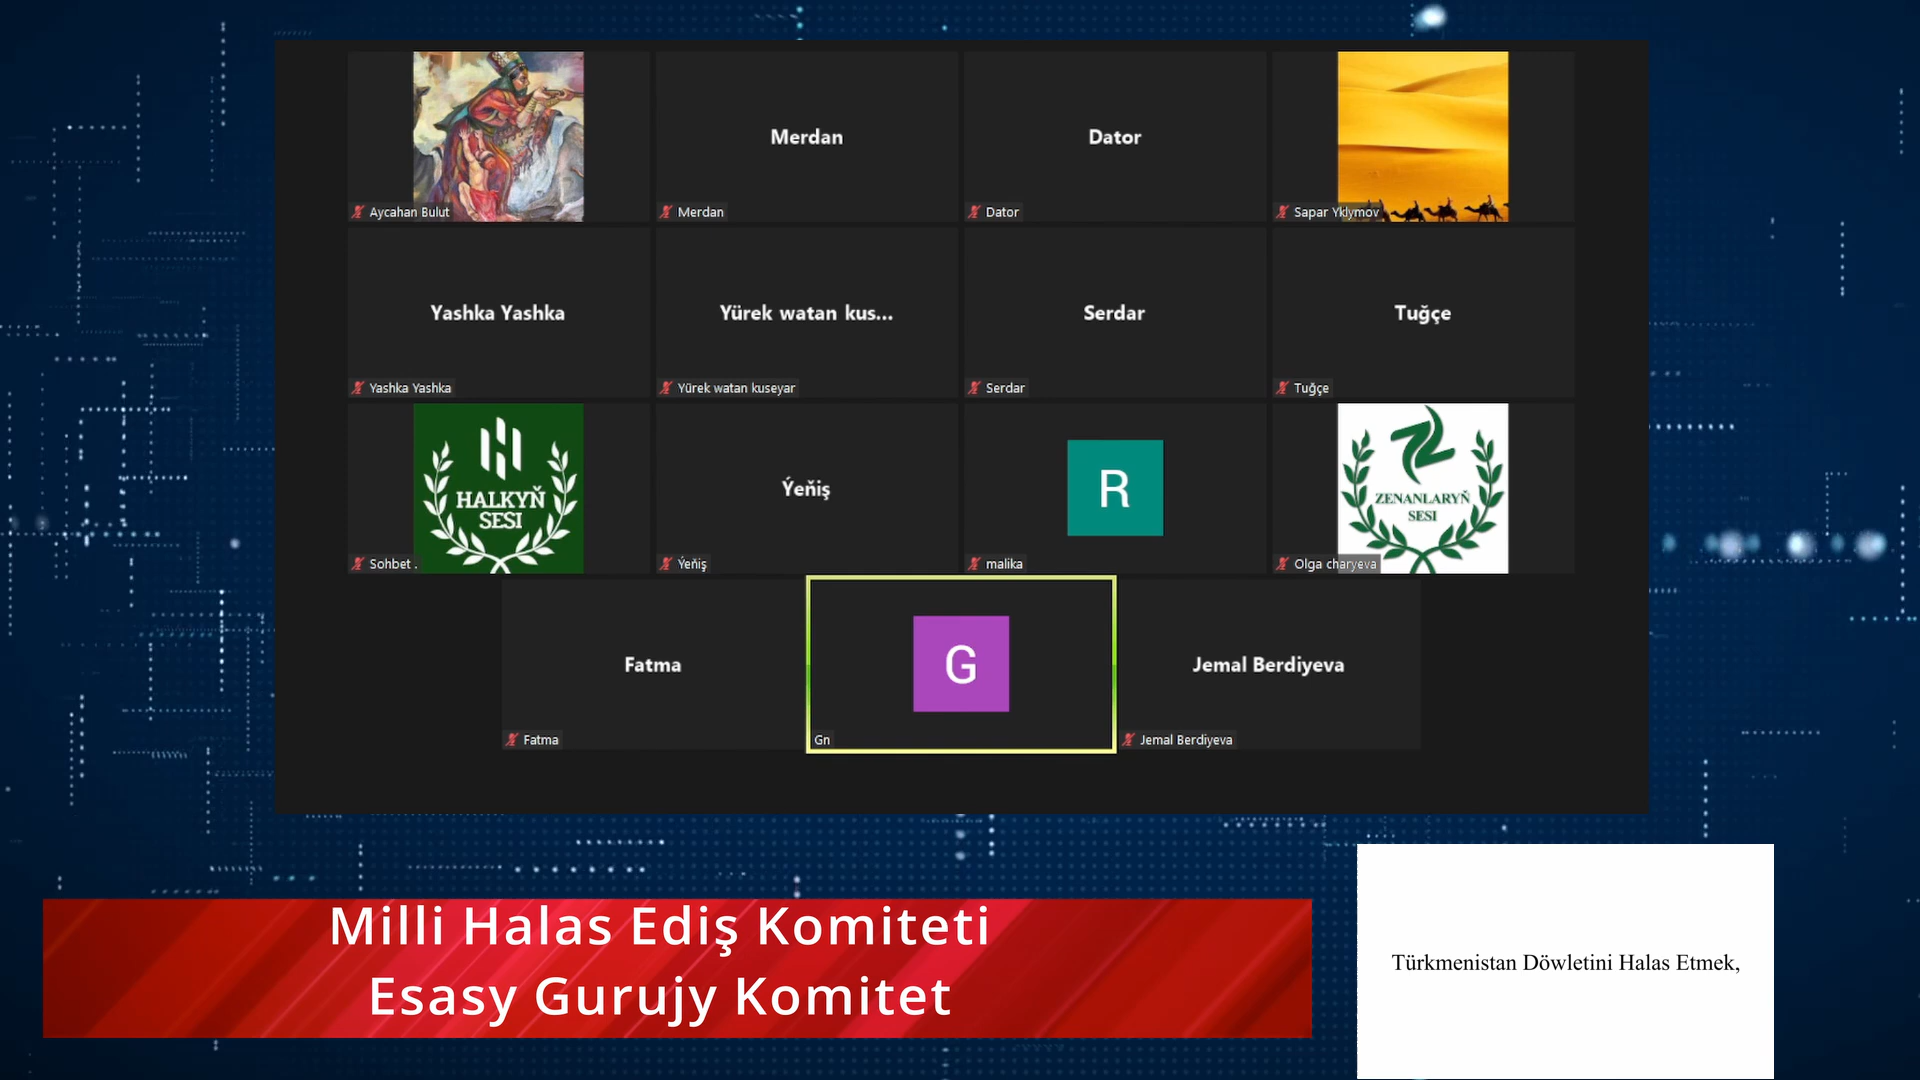 Aycahan Bulut
Merdan
Merdan
Dator
Dator
Sapar Yklymov
Yashka Yashka
Yashka Yashka
Yürek watan kus...
Yürek watan kuseyar
Serdar
Serdar
Tuğçe
Tuğçe
HALKYŇ
SESI
Sohbet .
Ýeňiş
Ýeňiş
R
malika
ZENANLARYŇ
SESI
Olga charyeva
Fatma
Fatma
G
Gn
Jemal Berdiyeva
Jemal Berdiyeva
Milli Halas Ediş Komiteti
Esasy Gurujy Komitet
Türkmenistan Döwletini Halas Etmek,